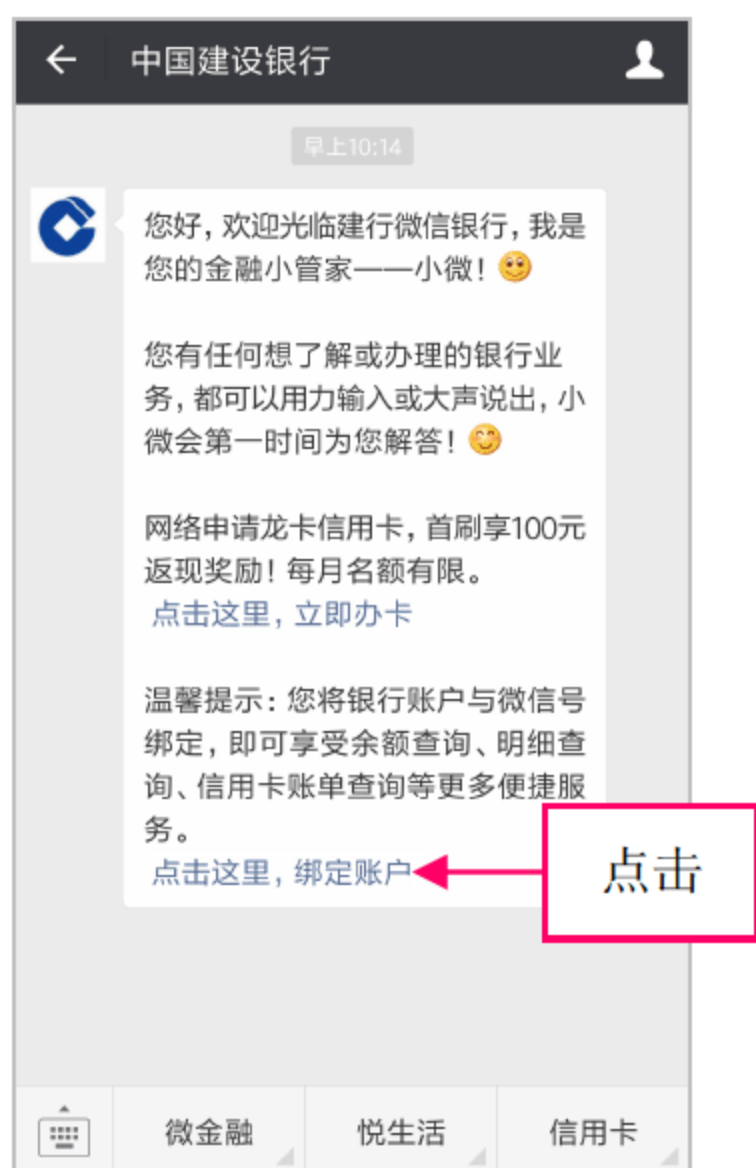 中国建设银行
早上10:14
您好，欢迎光临建行微信银行，我是
您的金融小管家——小微！
您有任何想了解或办理的银行业
务，都可以用力输入或大声说出，小
微会第一时间为您解答！
网络申请龙卡信用卡，首刷享100元
返现奖励！每月名额有限。
点击这里，立即办卡
温馨提示：您将银行账户与微信号
绑定，即可享受余额查询、明细查
询、信用卡账单查询等更多便捷服
务。
点击这里，绑定账户
点击
微金融
悦生活
信用卡